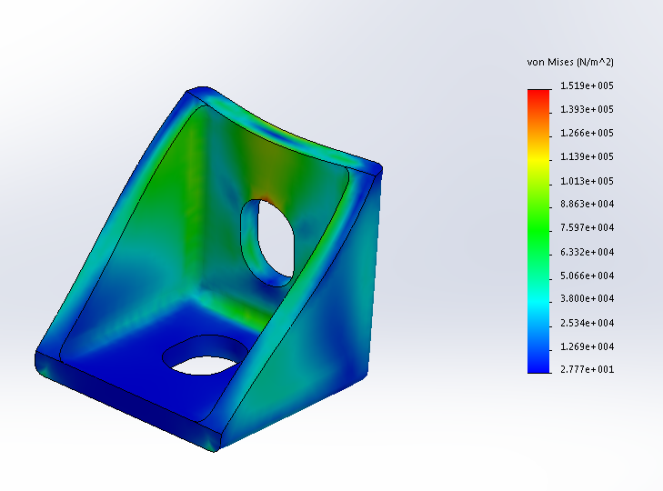 von Mises (N/m^2)
1.519e+005
1.393e+005
1.266e+005
1.139e+005
1.013e+005
8.863e+004
7.597e+004
6.332e+004
5.066e+004
3.800e+004
2.534e+004
1.269e+004
2.777e+001